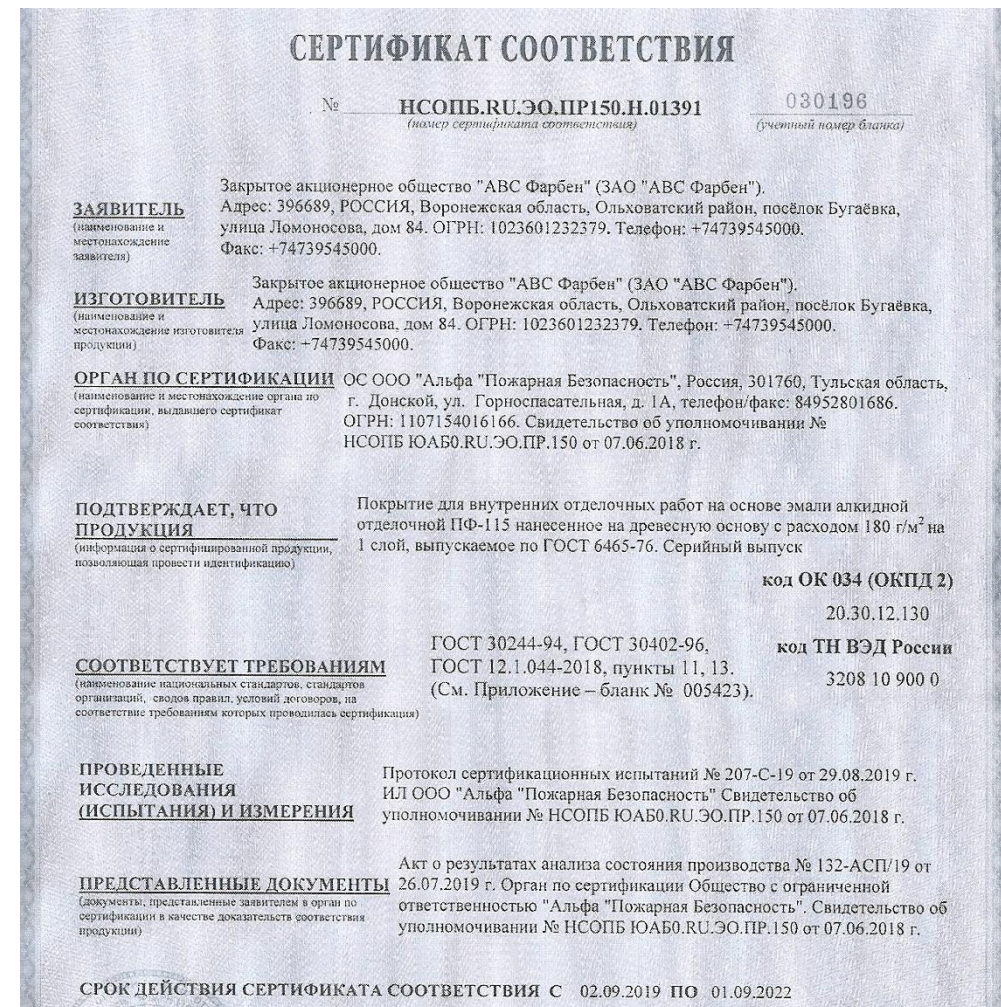 СЕРТИФИКАТ СООТВЕТСТВИЯ
№ НСОПБ.RU.ЭО.ПР150.Н.01391 030196
(номер сертификата соответствия) (учетный номер бланка)
Закрытое акционерное общество "АВС Фарбен" (ЗАО "АВС Фарбен").
ЗАЯВИТЕЛЬ Адрес: 396689, РОССИЯ, Воронежская область, Ольховатский район, посёлок Бугаёвка,
(наименование и улица Ломоносова, дом 84. ОГРН: 1023601232379. Телефон: +74739545000.
местонахождение
заявителя) Факс: +74739545000.
Закрытое акционерное общество "АВС Фарбен" (ЗАО "АВС Фарбен").
ИЗГОТОВИТЕЛЬ Адрес: 396689, РОССИЯ, Воронежская область, Ольховатский район, посёлок Бугаёвка,
(наименование и
местонахождение изготовителя улица Ломоносова, дом 84. ОГРН: 1023601232379. Телефон: +74739545000.
продукции) Факс: +74739545000.
ОРГАН ПО СЕРТИФИКАЦИИ ОС ООО "Альфа "Пожарная Безопасность", Россия, 301760, Тульская область,
(наименование и местонахождение органа по г. Донской, ул. Горноспасательная, д. 1А, телефон/факс: 84952801686.
сертификации, выдавшего сертификат
соответствия) ОГРН: 1107154016166. Свидетельство об уполномочивании №
НСОПБ ЮАБ0.RU.ЭО.ПР.150 от 07.06.2018 г.
ПОДТВЕРЖДАЕТ, ЧТО Покрытие для внутренних отделочных работ на основе эмали алкидной
ПРОДУКЦИЯ отделочной ПФ-115 нанесенное на древесную основу с расходом 180 г/м² на
(информация о сертифицированной продукции, 1 слой, выпускаемое по ГОСТ 6465-76. Серийный выпуск
позволяющая провести идентификацию)
код ОК 034 (ОКПД 2)
20.30.12.130
ГОСТ 30244-94, ГОСТ 30402-96, код ТН ВЭД России
СООТВЕТСТВУЕТ ТРЕБОВАНИЯМ ГОСТ 12.1.044-2018, пункты 11, 13. 3208 10 900 0
(наименование национальных стандартов, стандартов (См. Приложение – бланк № 005423).
организаций, сводов правил, условий договоров, на
соответствие требованиям которых проводилась сертификация)
ПРОВЕДЕННЫЕ Протокол сертификационных испытаний № 207-С-19 от 29.08.2019 г.
ИССЛЕДОВАНИЯ ИЛ ООО "Альфа "Пожарная Безопасность" Свидетельство об
(ИСПЫТАНИЯ) И ИЗМЕРЕНИЯ уполномочивании № НСОПБ ЮАБ0.RU.ЭО.ПР.150 от 07.06.2018 г.
Акт о результатах анализа состояния производства № 132-АСП/19 от
ПРЕДСТАВЛЕННЫЕ ДОКУМЕНТЫ 26.07.2019 г. Орган по сертификации Общество с ограниченной
(документы, представленные заявителем в орган по
сертификации в качестве доказательств соответствия ответственностью "Альфа "Пожарная Безопасность". Свидетельство об
продукции) уполномочивании № НСОПБ ЮАБ0.RU.ЭО.ПР.150 от 07.06.2018 г.
СРОК ДЕЙСТВИЯ СЕРТИФИКАТА СООТВЕТСТВИЯ С 02.09.2019 ПО 01.09.2022